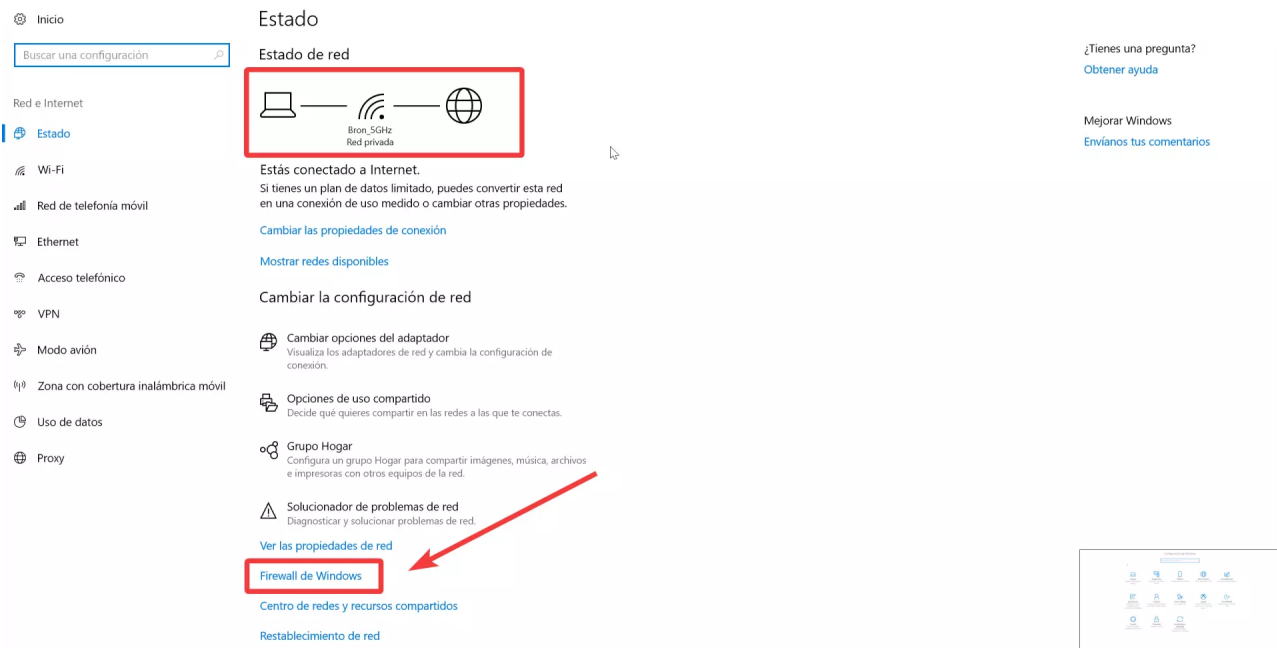 Inicio
Buscar una configuración
Red e Internet
Estado
Wi-Fi
Red de telefonía móvil
Ethernet
Acceso telefónico
VPN
Modo avión
Zona con cobertura inalámbrica móvil
Uso de datos
Proxy
Estado
Estado de red
Bron_5GHz
Red privada
Estás conectado a Internet.
Si tienes un plan de datos limitado, puedes convertir esta red
en una conexión de uso medido o cambiar otras propiedades.
Cambiar las propiedades de conexión
Mostrar redes disponibles
Cambiar la configuración de red
Cambiar opciones del adaptador
Visualiza los adaptadores de red y cambia la configuración de
conexión.
Opciones de uso compartido
Decide qué quieres compartir en las redes a las que te conectas.
Grupo Hogar
Configura un grupo Hogar para compartir imágenes, música, archivos
e impresoras con otros equipos de la red.
Solucionador de problemas de red
Diagnosticar y solucionar problemas de red.
Ver las propiedades de red
Firewall de Windows
Centro de redes y recursos compartidos
Restablecimiento de red
¿Tienes una pregunta?
Obtener ayuda
Mejorar Windows
Envíanos tus comentarios